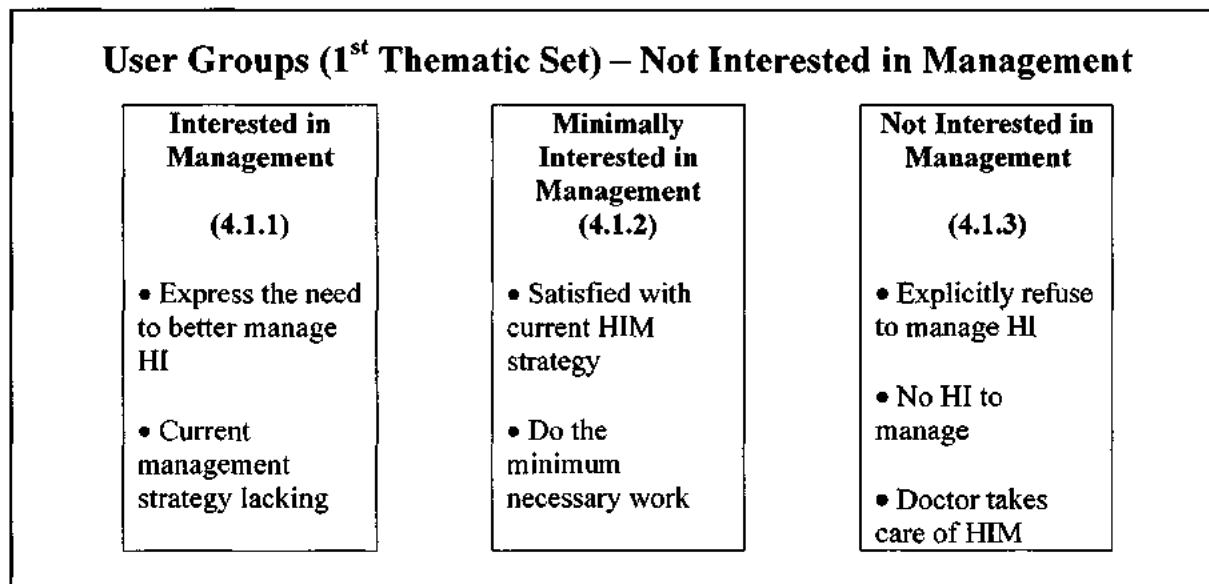 User Groups (1st Thematic Set) – Not Interested in Management
Interested in
Management
(4.1.1)
• Express the need
to better manage
HI
• Current
management
strategy lacking
Minimally
Interested in
Management
(4.1.2)
• Satisfied with
current HIM
strategy
• Do the
minimum
necessary work
Not Interested in
Management
(4.1.3)
• Explicitly refuse
to manage HI
• No HI to
manage
• Doctor takes
care of HIM